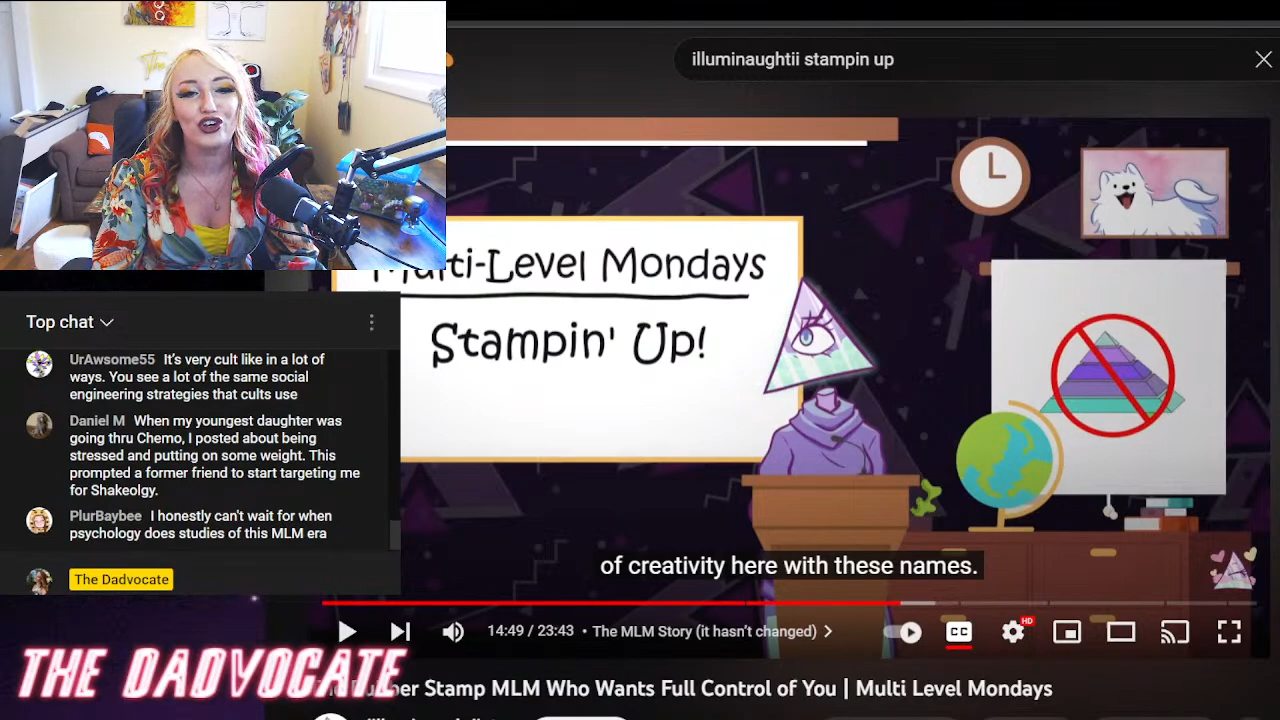 illuminaughtii stampin up
Multi-Level Mondays
Stampin' Up!
Top chat
UrAwsome55 It's very cult like in a lot of
ways. You see a lot of the same social
engineering strategies that cults use
Daniel M When my youngest daughter was
going thru Chemo, I posted about being
stressed and putting on some weight. This
prompted a former friend to start targeting me
for Shakeolgy.
PlurBaybee I honestly can't wait for when
psychology does studies of this MLM era
The Dadvocate
of creativity here with these names.
14:49 / 23:43 • The MLM Story (it hasn't changed)
CC
HD
THE DADVOCATE
Stamp MLM Who Wants Full Control of You | Multi Level Mondays